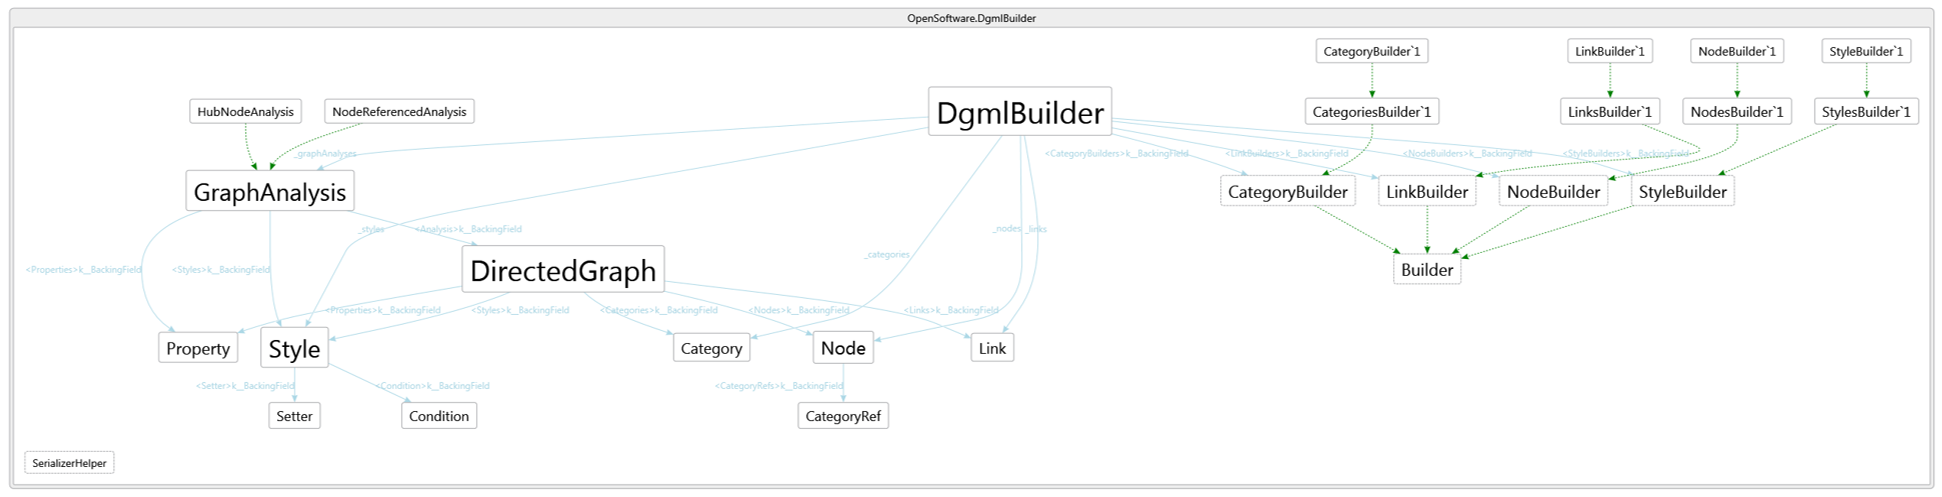 OpenSoftware.DgmlBuilder
CategoryBuilder`1
LinkBuilder`1
NodeBuilder`1
StyleBuilder`1
HubNodeAnalysis
NodeReferencedAnalysis
DgmlBuilder
CategoriesBuilder`1
LinksBuilder`1
NodesBuilder`1
StylesBuilder`1
_graphAnalyses
<CategoryBuilders>k__BackingField
<LinkBuilders>k__BackingField
<NodeBuilders>k__BackingField
<StyleBuilders>k__BackingField
GraphAnalysis
CategoryBuilder
LinkBuilder
NodeBuilder
StyleBuilder
_styles
<Analysis>k__BackingField
_nodes
_links
_categories
<Properties>k__BackingField
<Styles>k__BackingField
DirectedGraph
Builder
<Properties>k__BackingField
<Styles>k__BackingField
<Categories>k__BackingField
<Nodes>k__BackingField
<Links>k__BackingField
Property
Style
Category
Node
Link
<Setter>k__BackingField
<Condition>k__BackingField
<CategoryRefs>k__BackingField
Setter
Condition
CategoryRef
SerializerHelper